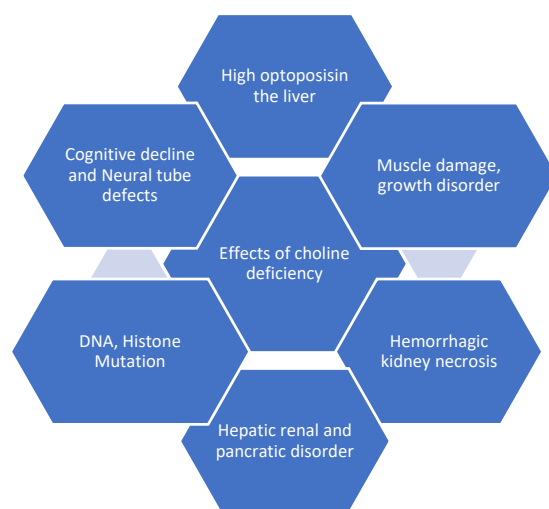 High optoposisin
the liver
Cognitive decline
and Neural tube
defects
Muscle damage,
growth disorder
Effects of choline
deficiency
DNA, Histone
Mutation
Hemorrhagic
kidney necrosis
Hepatic renal and
pancratic disorder